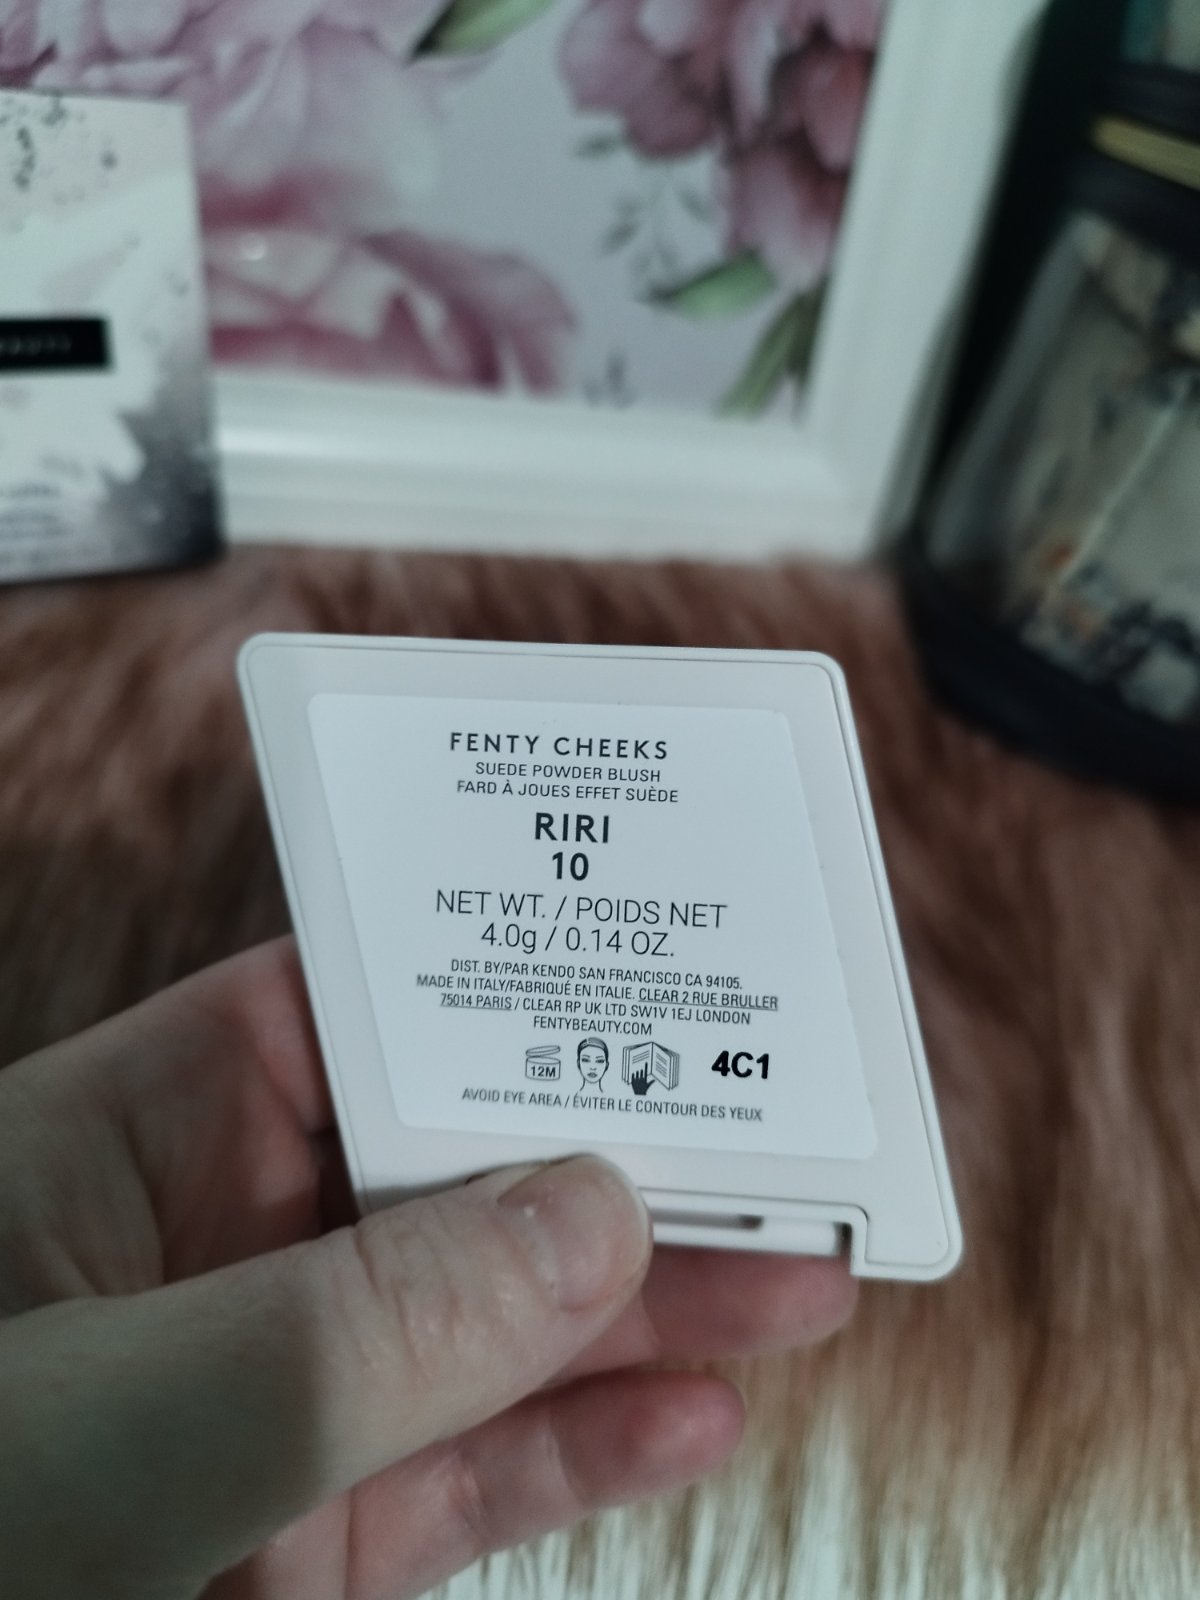 FENTY CHEEKS
SUEDE POWDER BLUSH
FARD À JOUES EFFET SUÈDE
RIRI
10
NET WT. / POIDS NET
4.0g / 0.14 OZ.
DIST. BY/PAR KENDO SAN FRANCISCO CA 94105.
MADE IN ITALY/FABRIQUÉ EN ITALIE. CLEAR 2 RUE BRULLER
75014 PARIS / CLEAR RP UK LTD SW1V 1EJ LONDON
FENTYBEAUTY.COM
12M
4C1
AVOID EYE AREA / ÉVITER LE CONTOUR DES YEUX